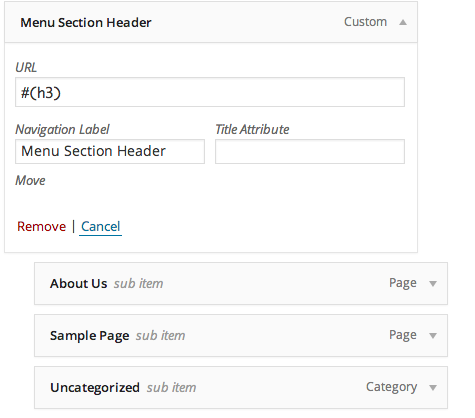 Menu Section Header Custom
URL
#(h3)
Navigation Label Title Attribute
Menu Section Header
Move
Remove | Cancel
About Us sub item Page
Sample Page sub item Page
Uncategorized sub item Category